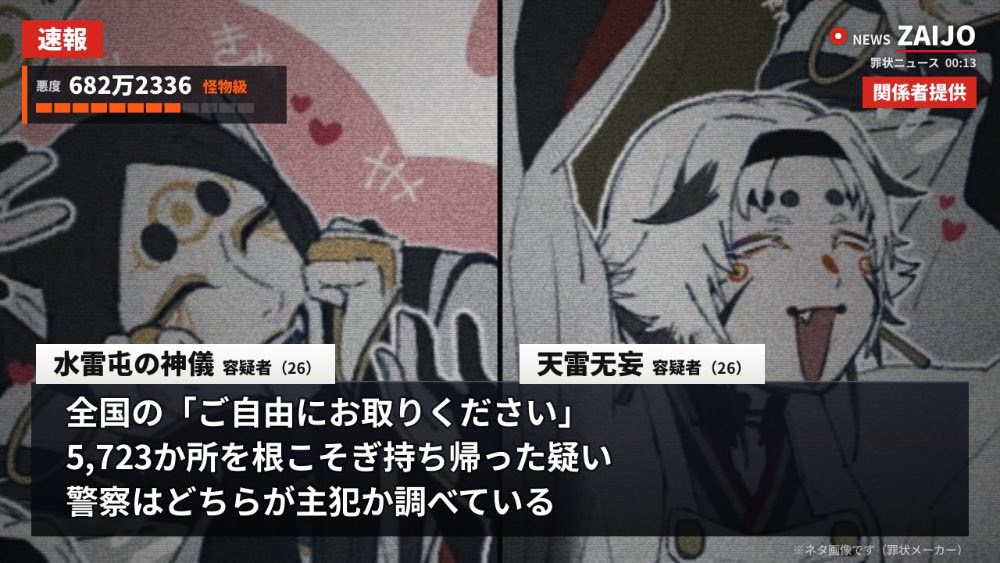 速報
悪度 682万2336 怪物級
NEWS ZAIJO
罪状ニュース 00:13
関係者提供
水雷屯の神儀 容疑者（26）
天雷无妄 容疑者（26）
全国の「ご自由にお取りください」
5,723か所を根こそぎ持ち帰った疑い
警察はどちらが主犯か調べている
※ネタ画像です（罪状メーカー）